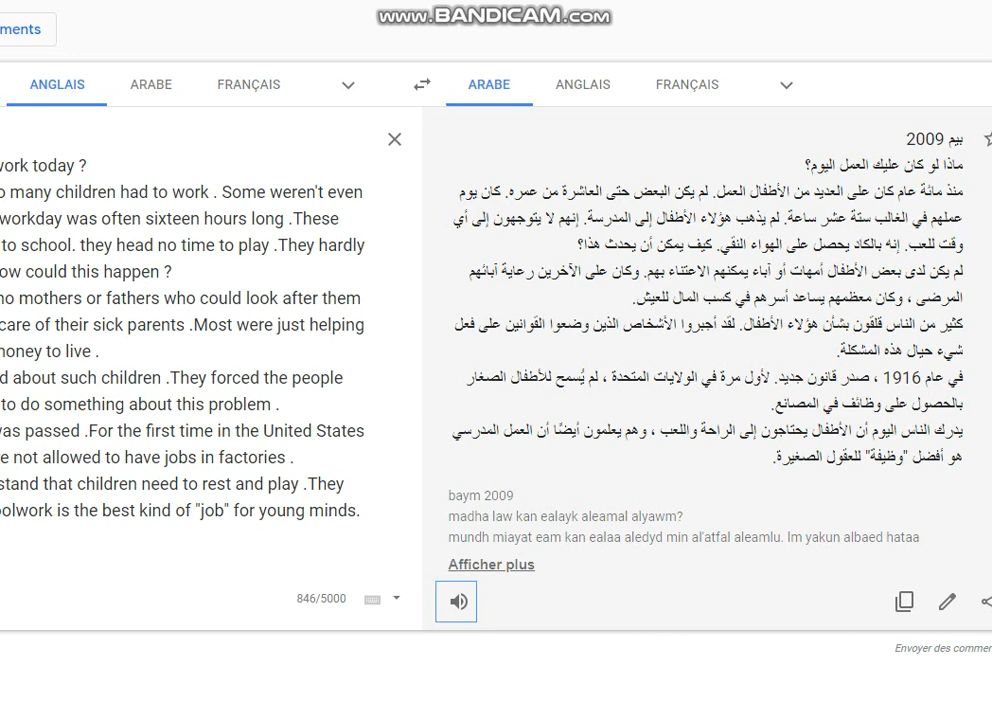 www.BANDICAM.com
ments
ANGLAIS ARABE FRANÇAIS
ARABE ANGLAIS FRANÇAIS
work today ?
o many children had to work . Some weren't even
workday was often sixteen hours long .These
to school. they head no time to play .They hardly
ow could this happen ?
no mothers or fathers who could look after them
care of their sick parents .Most were just helping
money to live .
d about such children .They forced the people
to do something about this problem .
was passed .For the first time in the United States
e not allowed to have jobs in factories .
stand that children need to rest and play .They
oolwork is the best kind of "job" for young minds.
846/5000
بيم 2009
ماذا لو كان عليك العمل اليوم؟
منذ مائة عام كان على العديد من الأطفال العمل. لم يكن البعض حتى العاشرة من عمره. كان يوم
عملهم في الغالب ستة عشر ساعة. لم يذهب هؤلاء الأطفال إلى المدرسة. إنهم لا يتوجهون إلى أي
وقت للعب. إنه بالكاد يحصل على الهواء النقي. كيف يمكن أن يحدث هذا؟
لم يكن لدى بعض الأطفال أمهات أو آباء يمكنهم الاعتناء بهم. وكان على الآخرين رعاية آبائهم
المرضى ، وكان معظمهم يساعد أسرهم في كسب المال للعيش.
كثير من الناس قلقون بشأن هؤلاء الأطفال. لقد أجبروا الأشخاص الذين وضعوا القوانين على فعل
شيء حيال هذه المشكلة.
في عام 1916 ، صدر قانون جديد. لأول مرة في الولايات المتحدة ، لم يُسمح للأطفال الصغار
بالحصول على وظائف في المصانع.
يدرك الناس اليوم أن الأطفال يحتاجون إلى الراحة واللعب ، وهم يعلمون أيضًا أن العمل المدرسي
هو أفضل "وظيفة" للعقول الصغيرة.
baym 2009
madha law kan ealayk aleamal alyawm?
mundh miayat eam kan ealaa aledyd min al'atfal aleamlu. lm yakun albaed hataa
Afficher plus
Envoyer des commen